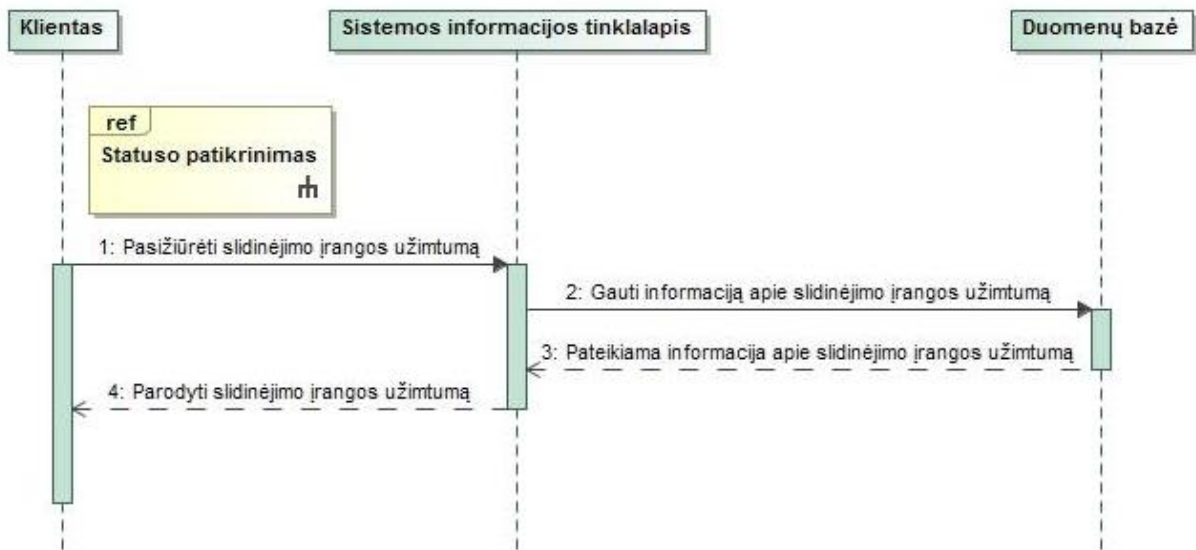 Klientas
Sistemos informacijos tinklalapis
Duomenų bazė
ref
Statuso patikrinimas
1: Pasižiūrėti slidinėjimo įrangos užimtumą
2: Gauti informaciją apie slidinėjimo įrangos užimtumą
3: Pateikiama informacija apie slidinėjimo įrangos užimtumą
4: Parodyti slidinėjimo įrangos užimtumą